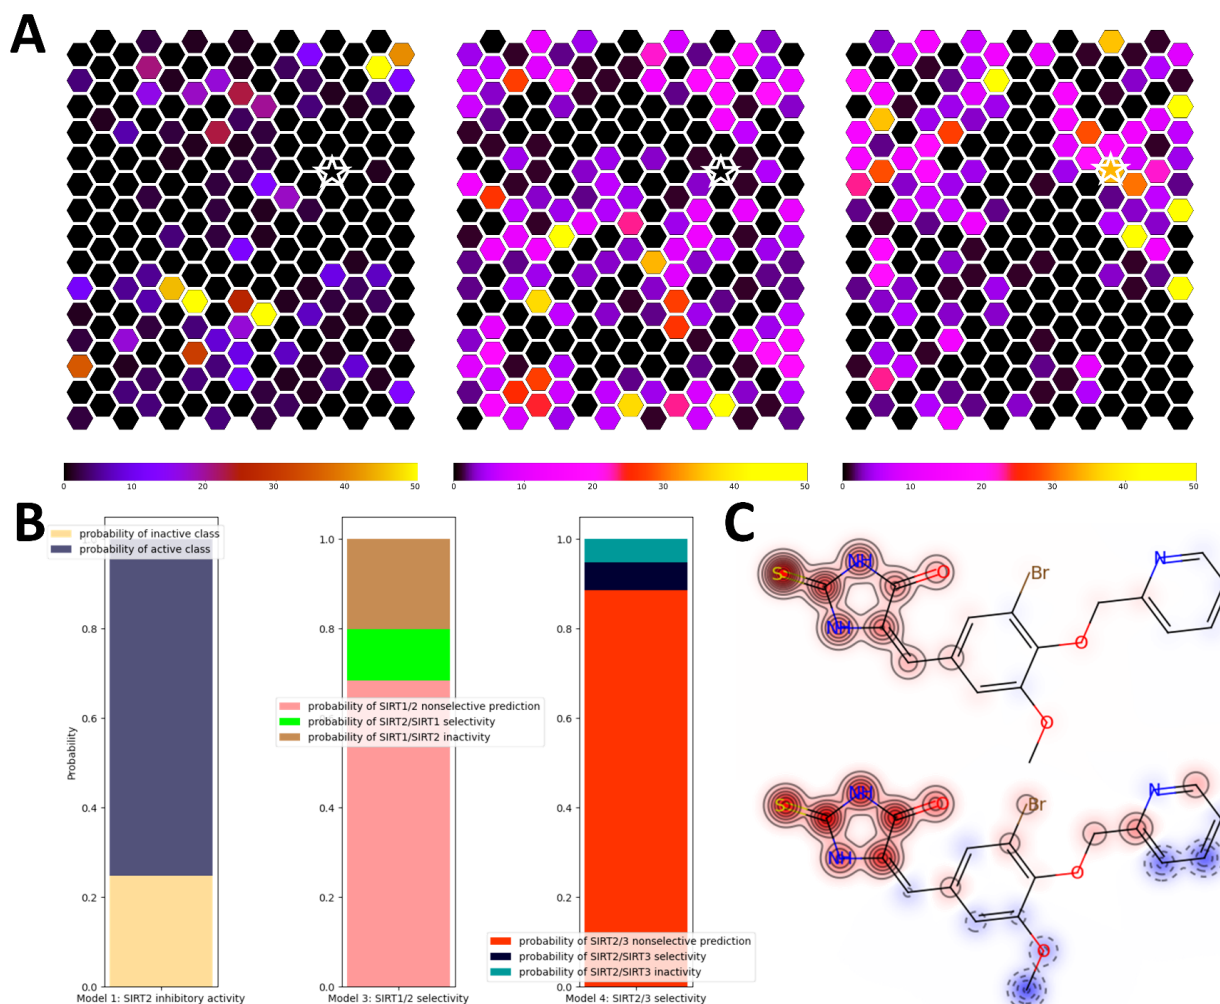 A
0 10 20 30 40 50
0 10 20 30 40 50
0 10 20 30 40 50
B
C
probability of inactive class
probability of active class
1.0
0.8
0.6
0.4
0.2
0.0
Probability
Model 1: SIRT2 inhibitory activity
1.0
0.8
0.6
0.4
0.2
0.0
probability of SIRT1/2 nonselective prediction
probability of SIRT2/SIRT1 selectivity
probability of SIRT1/SIRT2 inactivity
Model 3: SIRT1/2 selectivity
1.0
0.8
0.6
0.4
0.2
0.0
probability of SIRT2/3 nonselective prediction
probability of SIRT2/SIRT3 selectivity
probability of SIRT2/SIRT3 inactivity
Model 4: SIRT2/3 selectivity
S
NH
O
NH
Br
O
N
O
S
NH
O
NH
Br
O
N
O